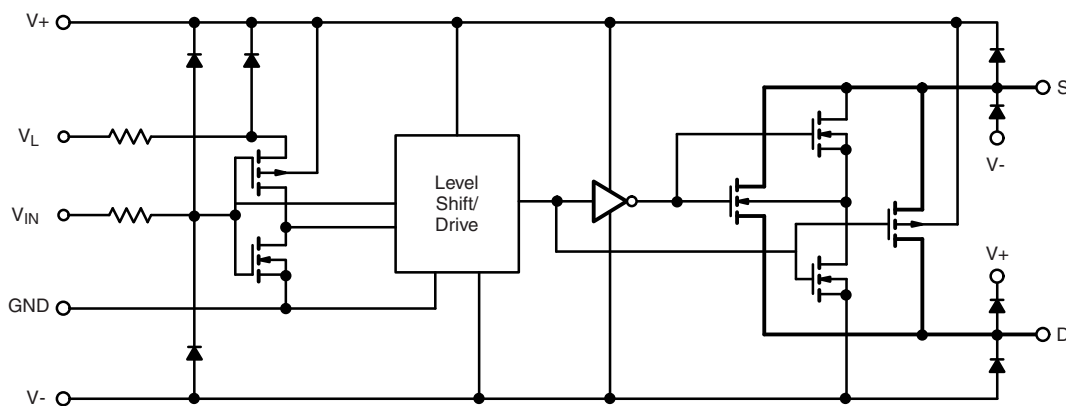 V+
S
VL
V-
Level
Shift/
Drive
VIN
V+
GND
D
V-